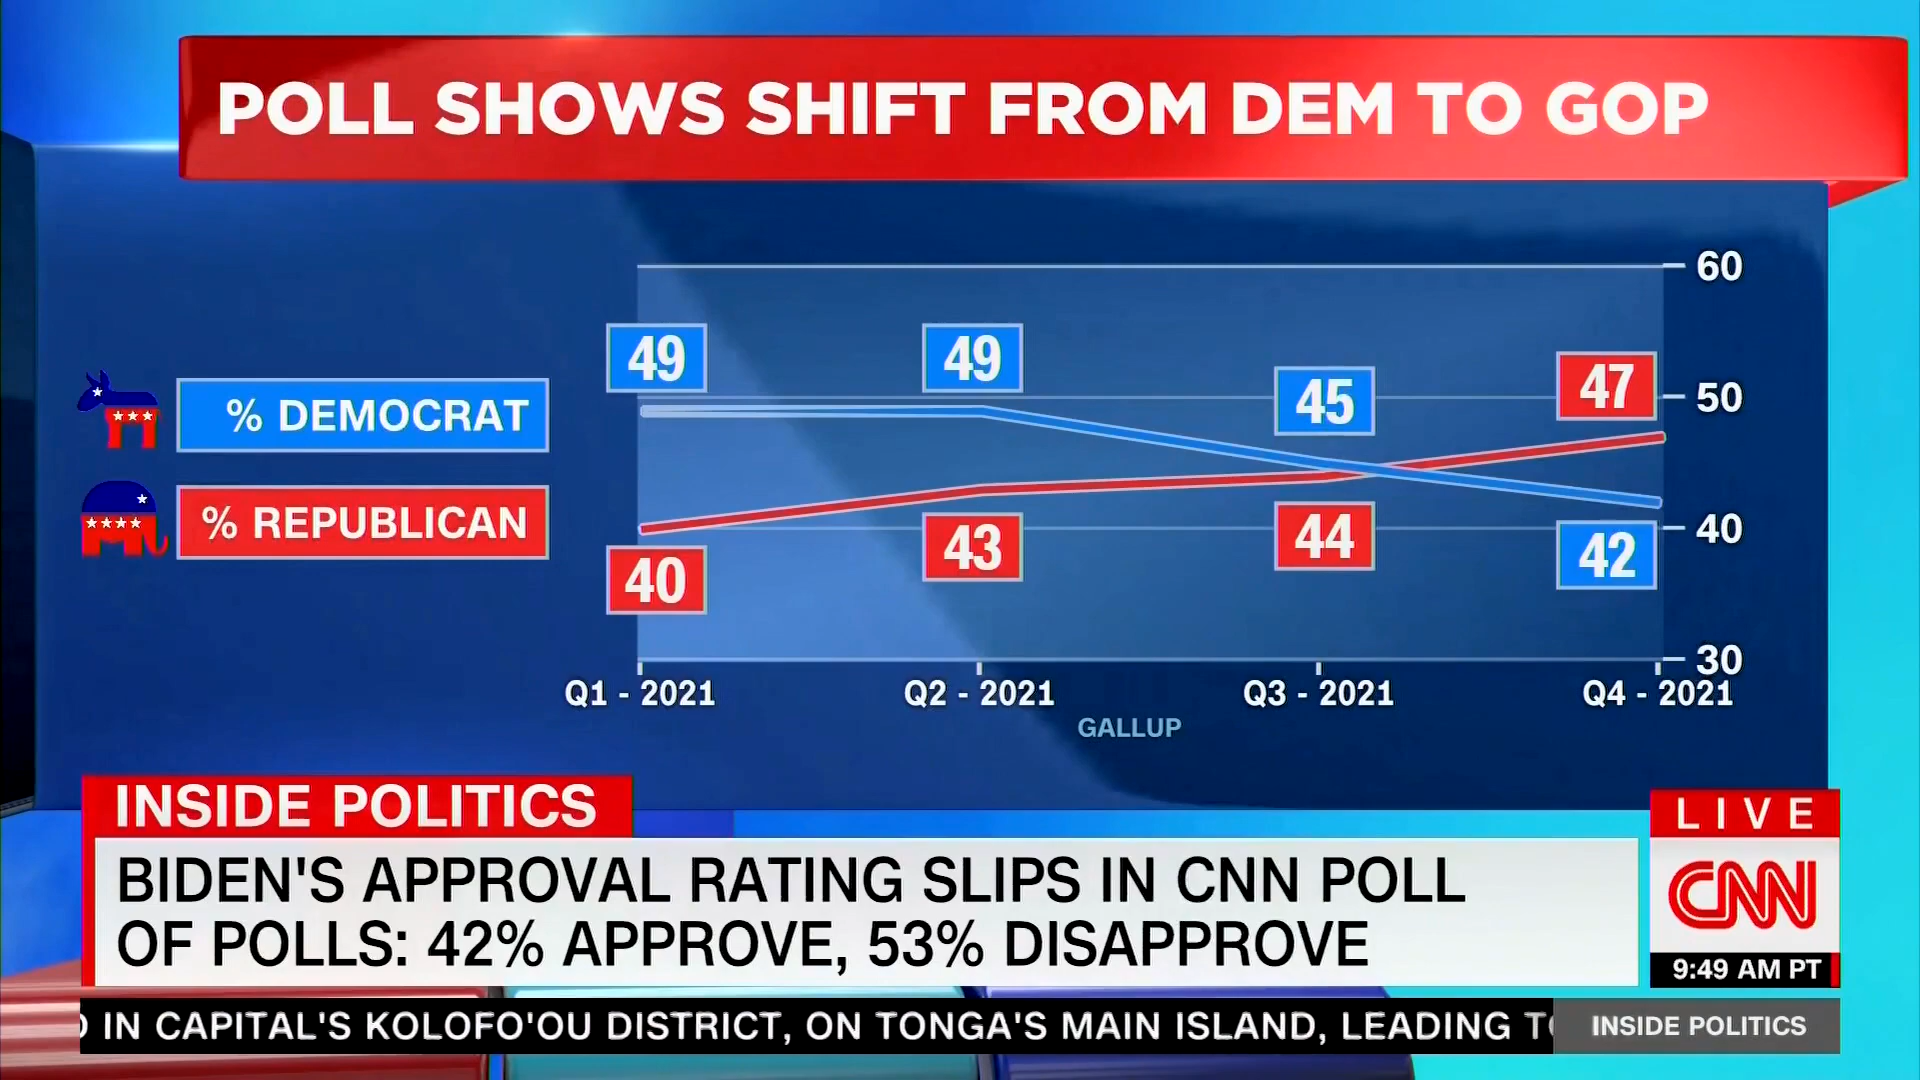 POLL SHOWS SHIFT FROM DEM TO GOP
60
49
49
45
47
% DEMOCRAT
50
% REPUBLICAN
40
43
44
42
40
30
Q1 - 2021
Q2 - 2021
Q3 - 2021
Q4 - 2021
GALLUP
INSIDE POLITICS
BIDEN'S APPROVAL RATING SLIPS IN CNN POLL
OF POLLS: 42% APPROVE, 53% DISAPPROVE
LIVE
CNN
9:49 AM PT
IN CAPITAL'S KOLOFO'OU DISTRICT, ON TONGA'S MAIN ISLAND, LEADING
INSIDE POLITICS